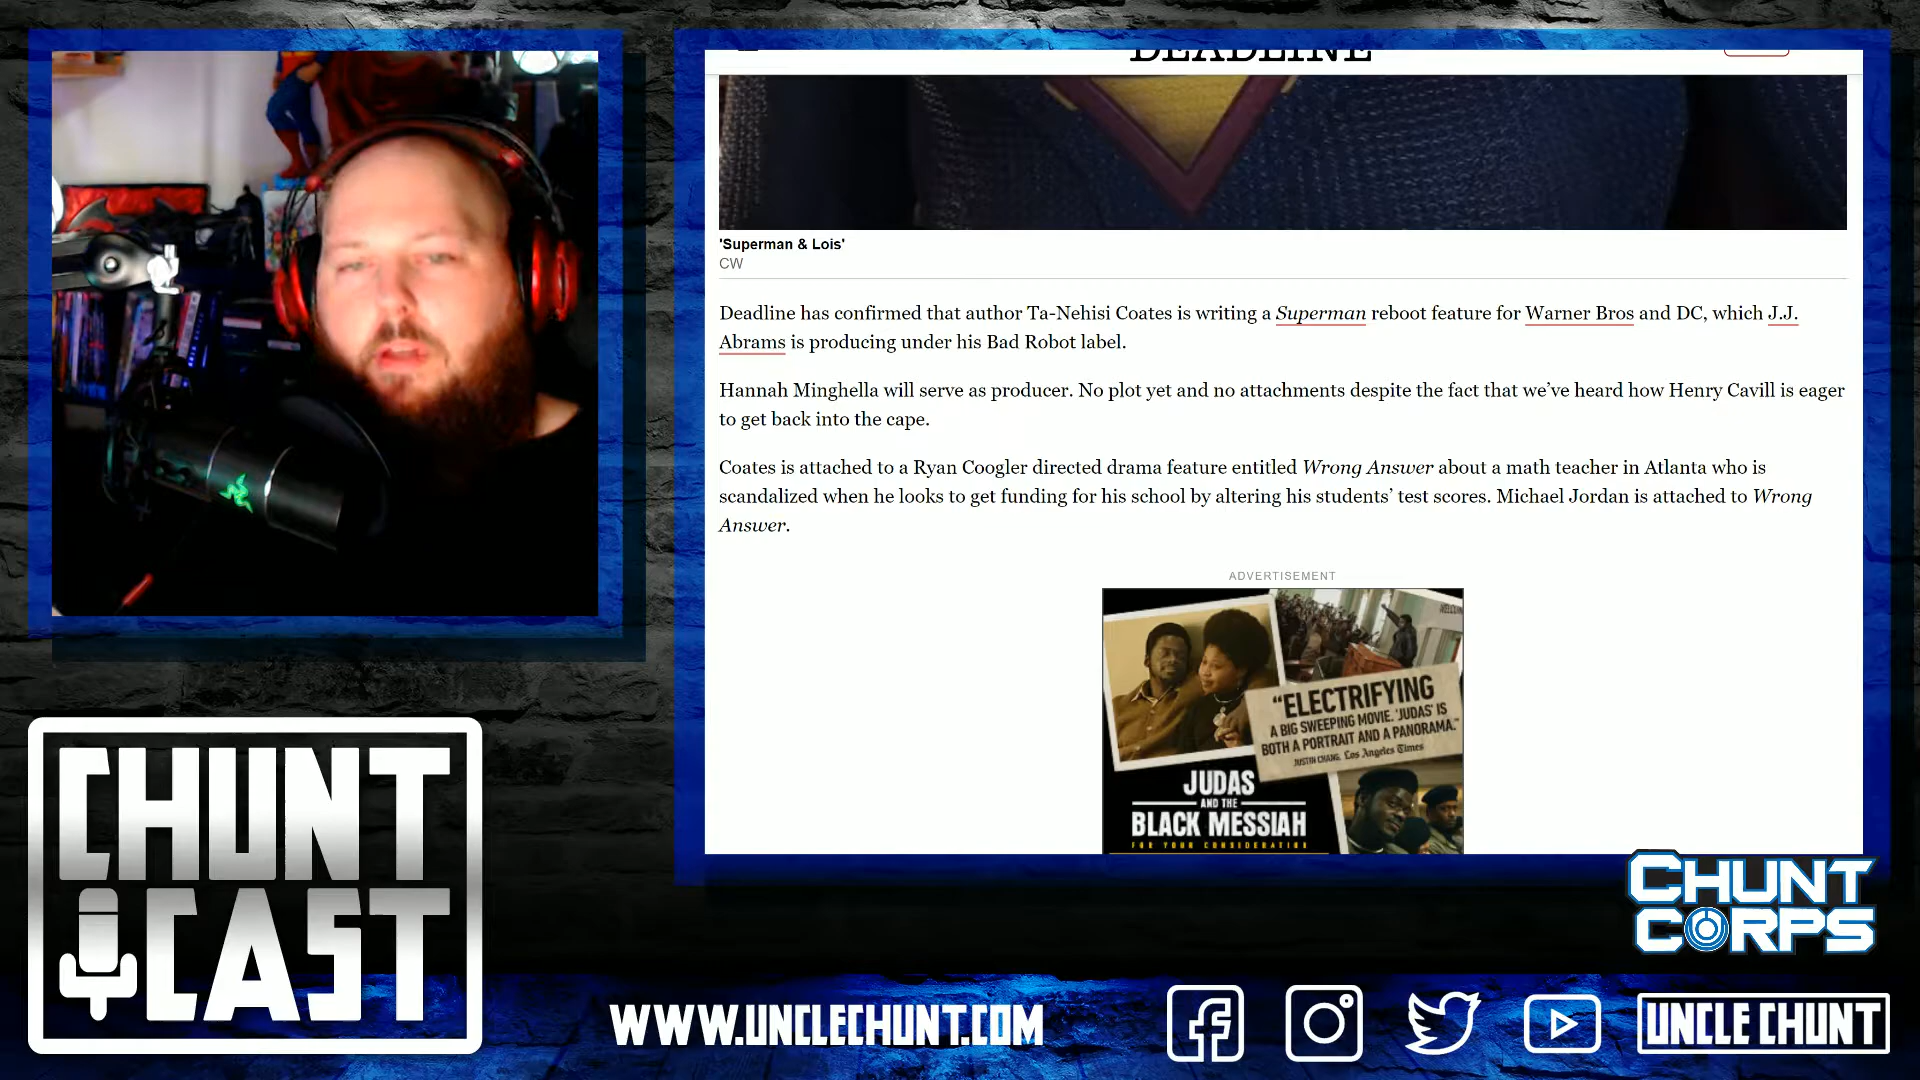 DEADLINE
'Superman & Lois'
CW
Deadline has confirmed that author Ta-Nehisi Coates is writing a Superman reboot feature for Warner Bros and DC, which J.J.
Abrams is producing under his Bad Robot label.
Hannah Minghella will serve as producer. No plot yet and no attachments despite the fact that we’ve heard how Henry Cavill is eager
to get back into the cape.
Coates is attached to a Ryan Coogler directed drama feature entitled Wrong Answer about a math teacher in Atlanta who is
scandalized when he looks to get funding for his school by altering his students’ test scores. Michael Jordan is attached to Wrong
Answer.
ADVERTISEMENT
“ELECTRIFYING
A BIG SWEEPING MOVIE. ‘JUDAS’ IS
BOTH A PORTRAIT AND A PANORAMA.”
JUSTIN CHANG, Los Angeles Times
JUDAS
AND THE
BLACK MESSIAH
FOR YOUR CONSIDERATION
CHUNT
CAST
CHUNT
CORPS
WWW.UNCLECHUNT.COM
UNCLE CHUNT